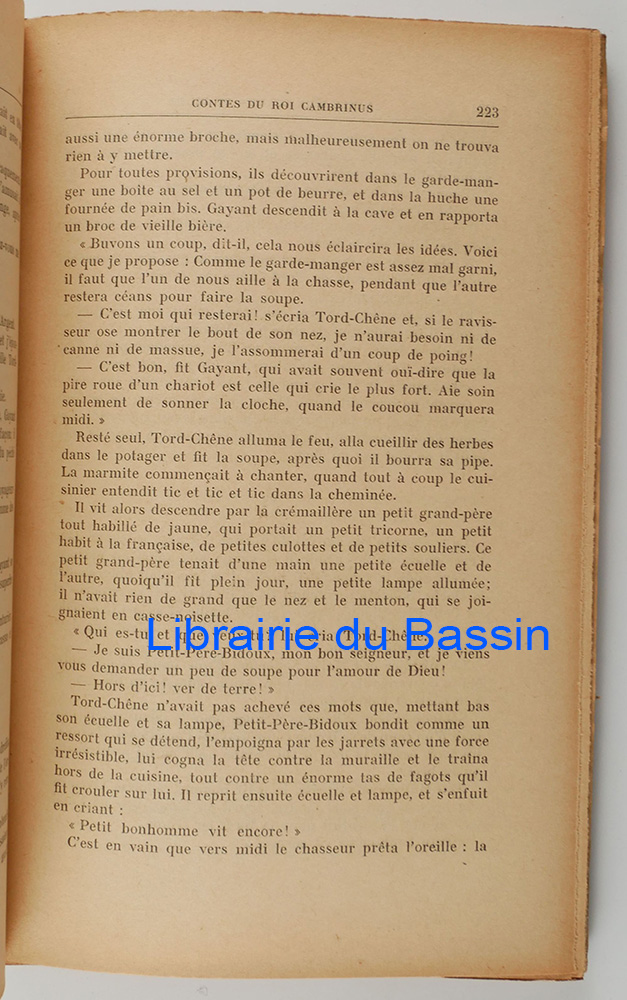 CONTES DU ROI CAMBRINUS 223
aussi une énorme broche, mais malheureusement on ne trouva
rien à y mettre.
Pour toutes provisions, ils découvrirent dans le garde-man-
ger une boîte au sel et un pot de beurre, et dans la huche une
fournée de pain bis. Gayant descendit à la cave et en rapporta
un broc de vieille bière.
« Buvons un coup, dit-il, cela nous éclaircira les idées. Voici
ce que je propose : Comme le garde-manger est assez mal garni,
il faut que l'un de nous aille à la chasse, pendant que l'autre
restera céans pour faire la soupe.
— C'est moi qui resterai! s'écria Tord-Chêne et, si le ravis-
seur ose montrer le bout de son nez, je n'aurai besoin ni de
canne ni de massue, je l'assommerai d'un coup de poing!
— C'est bon, fit Gayant, qui avait souvent ouï-dire que la
pire roue d'un chariot est celle qui crie le plus fort. Aie soin
seulement de sonner la cloche, quand le coucou marquera
midi. »
Resté seul, Tord-Chêne alluma le feu, alla cueillir des herbes
dans le potager et fit la soupe, après quoi il bourra sa pipe.
La marmite commençait à chanter, quand tout à coup le cui-
sinier entendit tic et tic et tic dans la cheminée.
Il vit alors descendre par la crémaillère un petit grand-père
tout habillé de jaune, qui portait un petit tricorne, un petit
habit à la française, de petites culottes et de petits souliers. Ce
petit grand-père tenait d'une main une petite écuelle et de
l'autre, quoiqu'il fît plein jour, une petite lampe allumée;
il n'avait rien de grand que le nez et le menton, qui se joi-
gnaient en casse-noisette.
« Qui es-tu et que veux-tu? lui cria Tord-Chêne.
Librairie du Bassin
— Je suis Petit-Père-Bidoux, mon bon seigneur, et je viens
vous demander un peu de soupe pour l'amour de Dieu!
— Hors d'ici! ver de terre! »
Tord-Chêne n'avait pas achevé ces mots que, mettant bas
son écuelle et sa lampe, Petit-Père-Bidoux bondit comme un
ressort qui se détend, l'empoigna par les jarrets avec une force
irrésistible, lui cogna la tête contre la muraille et le traîna
hors de la cuisine, tout contre un énorme tas de fagots qu'il
fit crouler sur lui. Il reprit ensuite écuelle et lampe, et s'enfuit
en criant :
« Petit bonhomme vit encore! »
C'est en vain que vers midi le chasseur prêta l'oreille : la